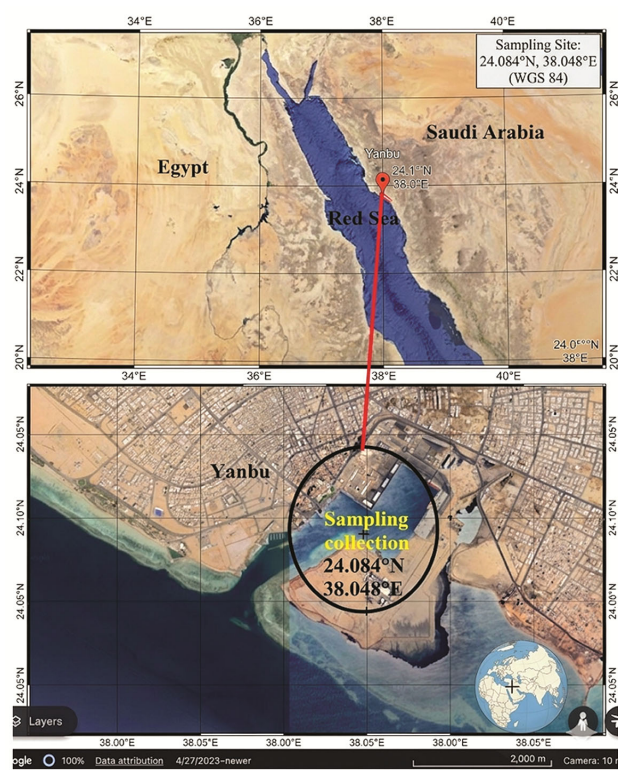 34°E 36°E 38°E 40°E
Sampling Site:
24.084°N, 38.048°E
(WGS 84)
26°N 26°N
Saudi Arabia
Yanbu
Egypt
24.1°N
38.0°E
24°N 24°N
Red Sea
22°N 22°N
38°E
20°N 20°N
34°E 36°E 38°E 40°E
24.05°N 24.05°N
Yanbu
24.10°N 24.10°N
Sampling
collection
24.084°N
38.048°E
24.05°N 24.00°N
24.05°N 24.05°N
Layers
38.00°E 38.05°E 38.00°E 38.05°E 38.05°E
ogle 100% Data attribution 4/27/2023–newer 2,000 m Camera: 10 m